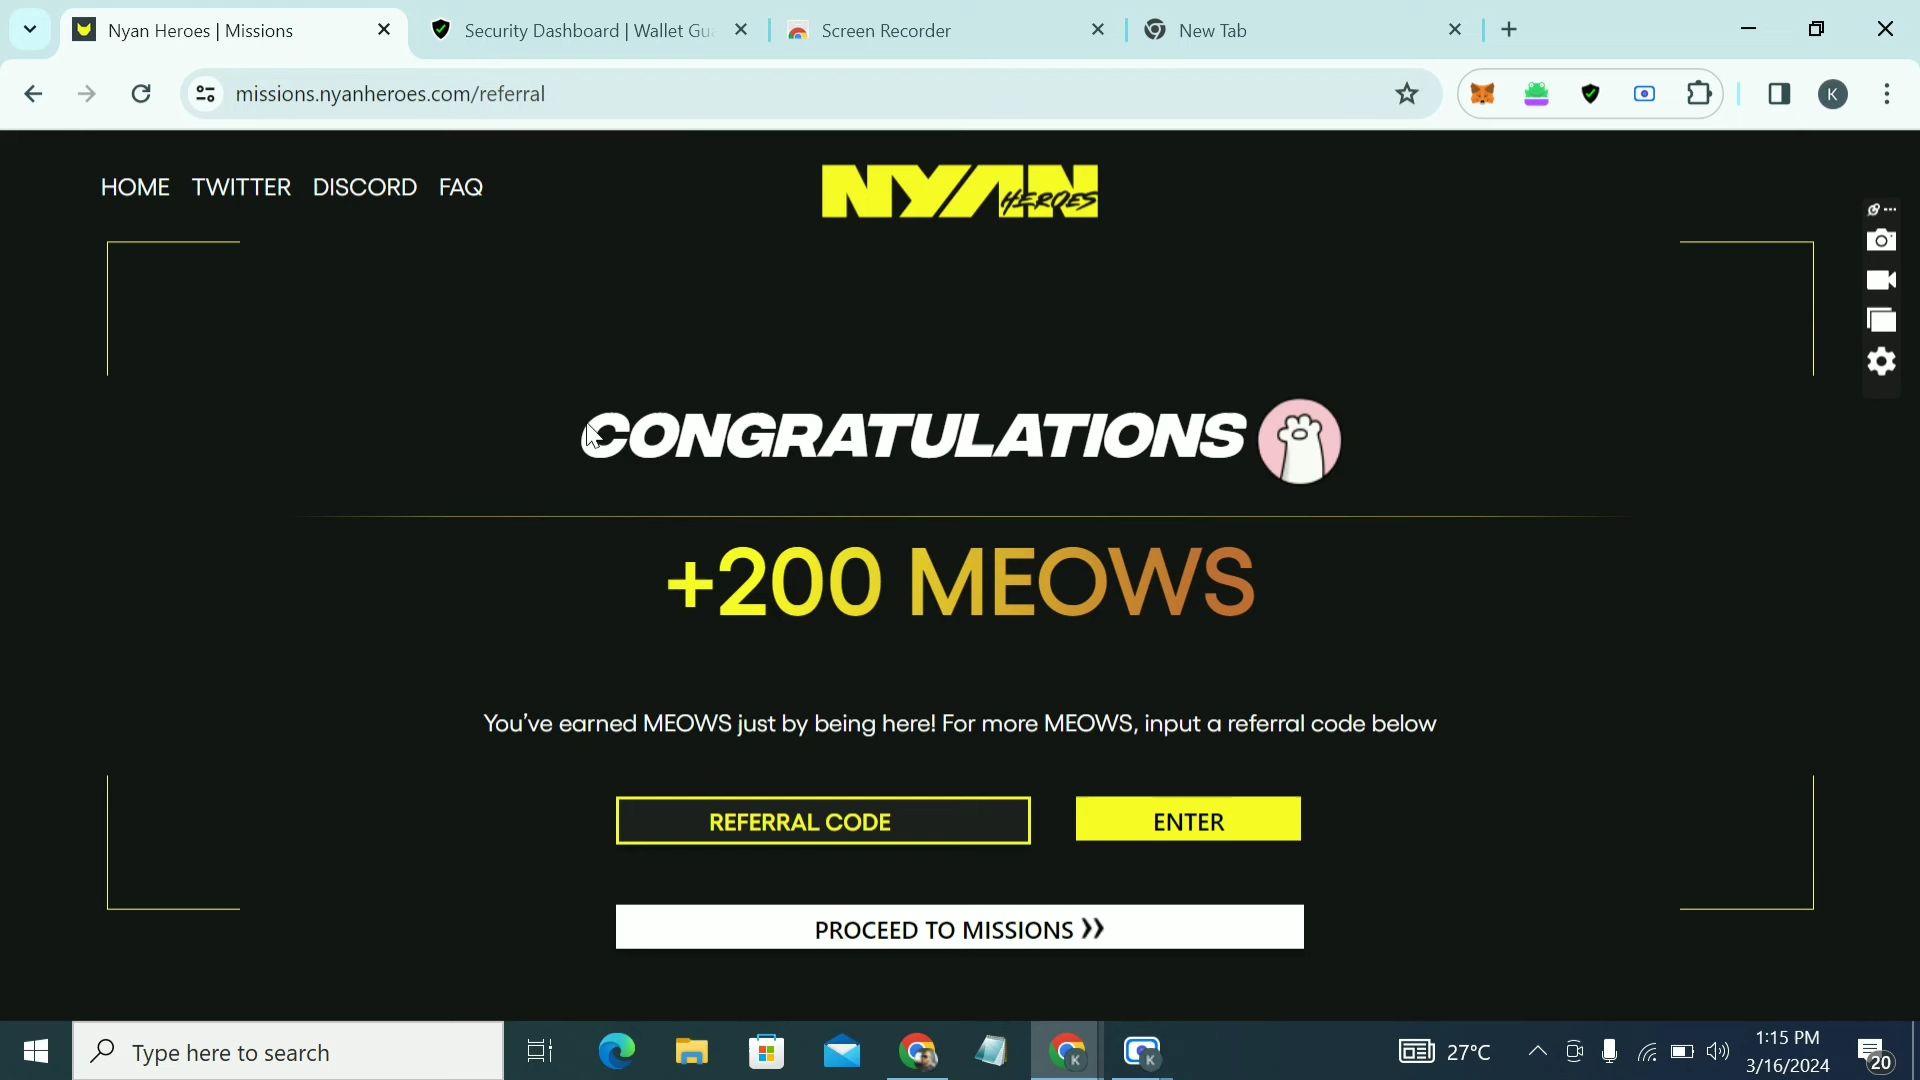 Nyan Heroes | Missions
Security Dashboard | Wallet Gu
Screen Recorder
New Tab
missions.nyanheroes.com/referral
K
HOME
TWITTER
DISCORD
FAQ
NYAN HEROES
CONGRATULATIONS
+200 MEOWS
You've earned MEOWS just by being here! For more MEOWS, input a referral code below
REFERRAL CODE
ENTER
PROCEED TO MISSIONS
Type here to search
K
K
27°C
1:15 PM
3/16/2024
20